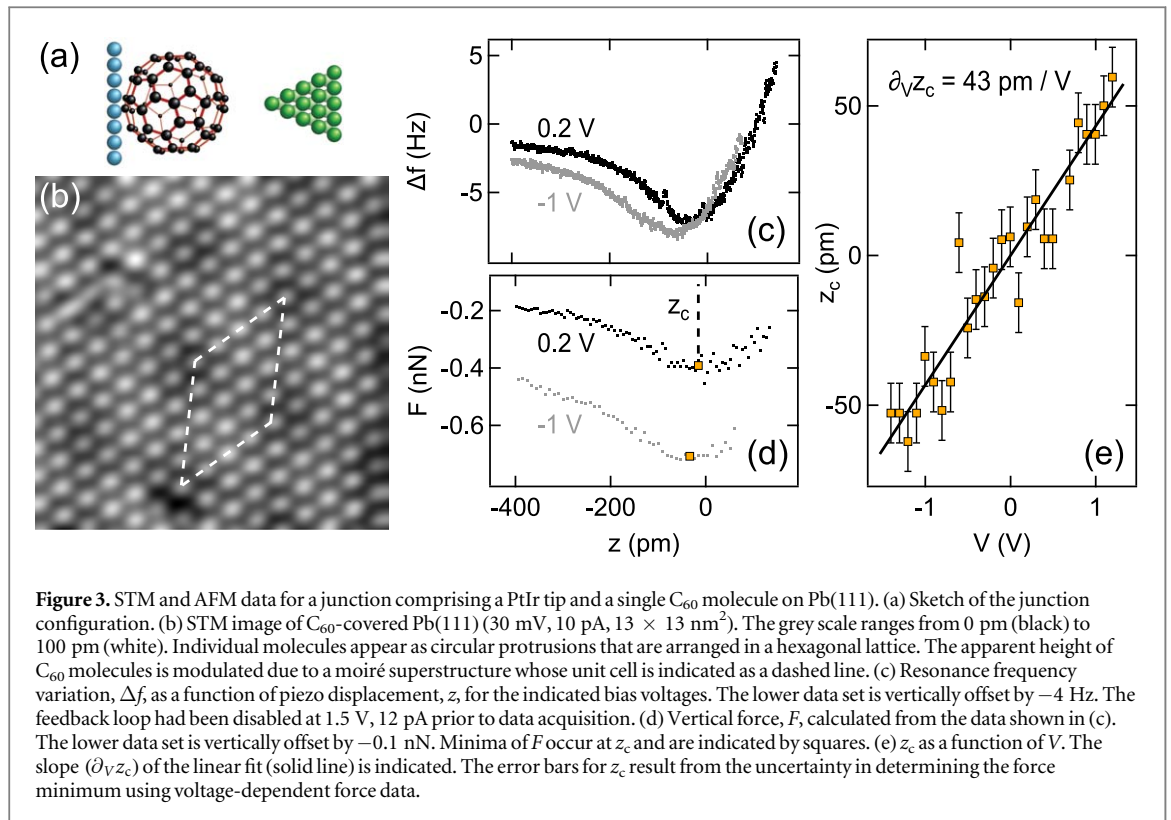 (a)
(b)
5
0
-5
Δf (Hz)
0.2 V
-1 V
(c)
-0.2
-0.4
-0.6
F (nN)
z_c
0.2 V
-1 V
(d)
-400
-200
0
z (pm)
∂_V z_c = 43 pm / V
50
0
-50
z_c (pm)
(e)
-1
0
1
V (V)
Figure 3. STM and AFM data for a junction comprising a PtIr tip and a single C₆₀ molecule on Pb(111). (a) Sketch of the junction
configuration. (b) STM image of C₆₀-covered Pb(111) (30 mV, 10 pA, 13 × 13 nm²). The grey scale ranges from 0 pm (black) to
100 pm (white). Individual molecules appear as circular protrusions that are arranged in a hexagonal lattice. The apparent height of
C₆₀ molecules is modulated due to a moiré superstructure whose unit cell is indicated as a dashed line. (c) Resonance frequency
variation, Δf, as a function of piezo displacement, z, for the indicated bias voltages. The lower data set is vertically offset by −4 Hz. The
feedback loop had been disabled at 1.5 V, 12 pA prior to data acquisition. (d) Vertical force, F, calculated from the data shown in (c).
The lower data set is vertically offset by −0.1 nN. Minima of F occur at z_c and are indicated by squares. (e) z_c as a function of V. The
slope (∂_V z_c) of the linear fit (solid line) is indicated. The error bars for z_c result from the uncertainty in determining the force
minimum using voltage-dependent force data.